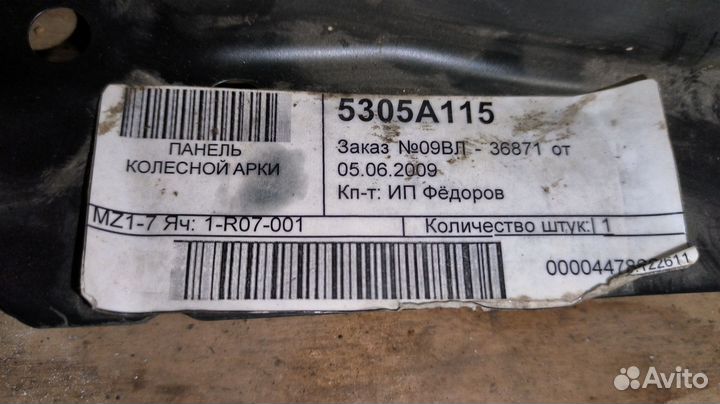 5305A115
ПАНЕЛЬ
КОЛЕСНОЙ АРКИ
Заказ №09ВЛ - 36871 от
05.06.2009
Кп-т: ИП Фёдоров
MZ1-7 Яч: 1-R07-001
Количество штук: 1
Avito